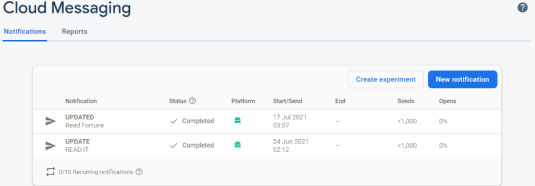 Cloud Messaging
Notifications Reports
Create experiment New notification
Notification Status Platform Start/Send End Seeds Opens
UPDATED
Read Fortune
Completed
17 Jul 2021
03:07
– <1,000 0%
UPDATE
READ IT
Completed
24 Jun 2021
02:12
– <1,000 0%
0/10 Recurring notifications